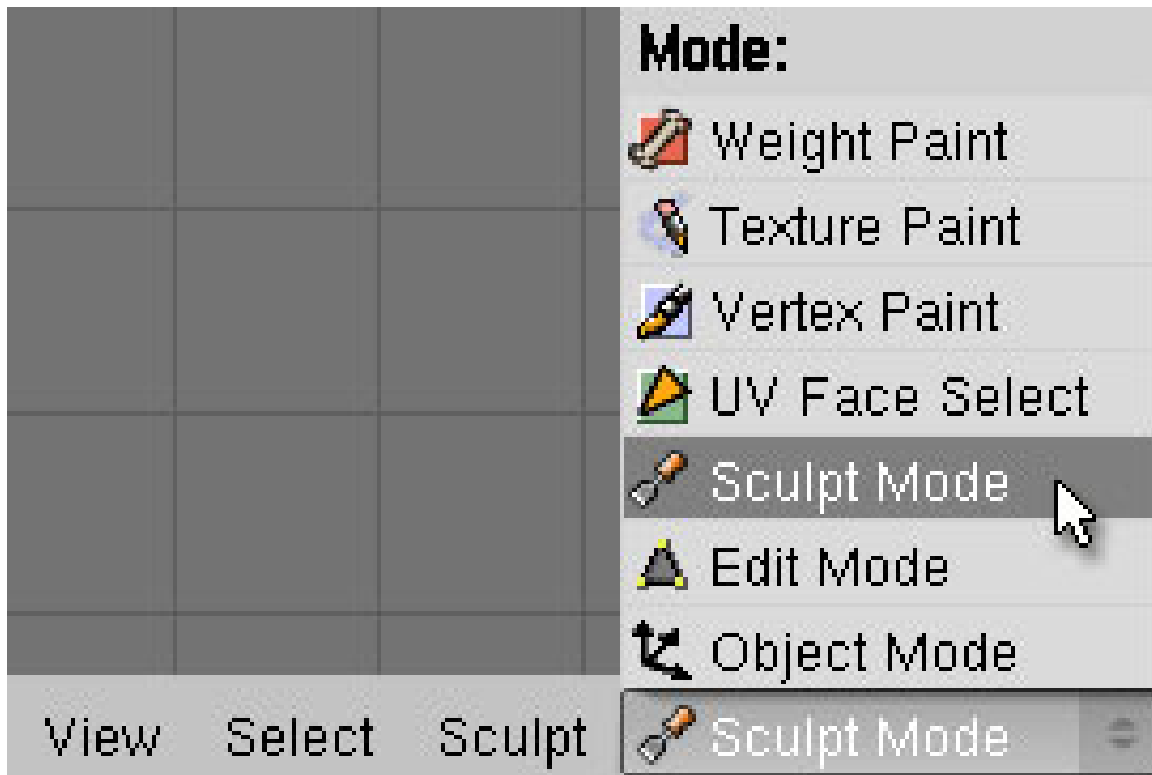 Mode:
Weight Paint
Texture Paint
Vertex Paint
UV Face Select
Sculpt Mode
Edit Mode
Object Mode
View Select Sculpt Sculpt Mode